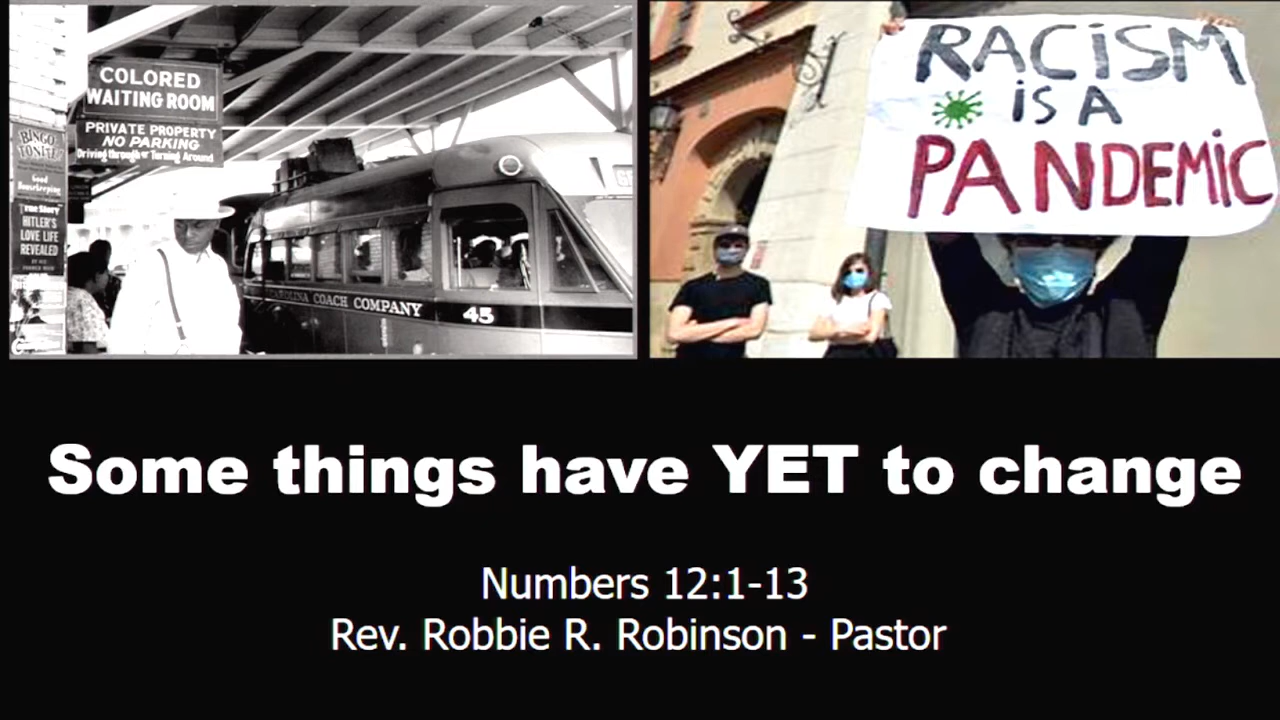 COLORED
WAITING ROOM
PRIVATE PROPERTY
NO PARKING
Driving through or Turning Around
BINGO
TONITE
Good
Housekeeping
True Story
HITLER'S
LOVE LIFE
REVEALED
CAROLINA COACH COMPANY 45
RACISM
IS A
PANDEMIC
Some things have YET to change
Numbers 12:1-13
Rev. Robbie R. Robinson - Pastor